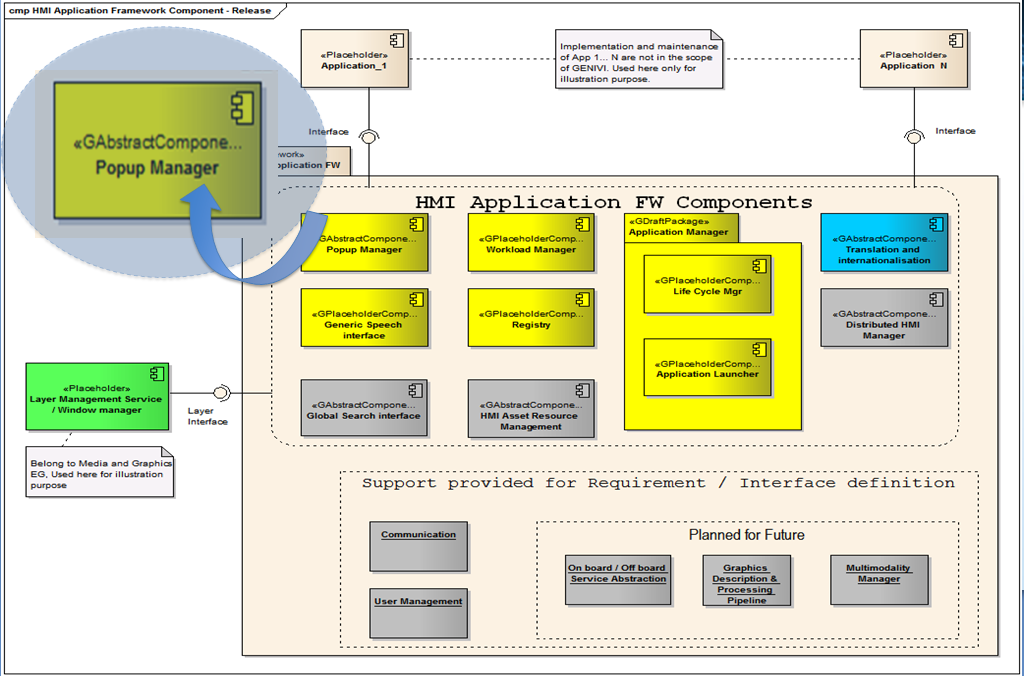 cmp HMI Application Framework Component - Release
«GAbstractCompone...
Popup Manager
«Placeholder»
Application_1
Implementation and maintenance
of App 1... N are not in the scope
of GENIVI. Used here only for
illustration purpose.
«Placeholder»
Application N
Interface
Interface
work»
pplication FW
HMI Application FW Components
GAbstractCompone...
Popup Manager
«GPlaceholderComp...
Workload Manager
«GDraftPackage»
Application Manager
«GAbstractCompone...
Translation and
internationalisation
«GPlaceholderComp...
Life Cycle Mgr
«GPlaceholderComp...
Generic Speech
interface
«GPlaceholderComp...
Registry
«GAbstractCompone...
Distributed HMI
Manager
«GPlaceholderComp...
Application Launcher
«Placeholder»
Layer Management Service
/ Window manager
Layer
Interface
«GAbstractCompone...
Global Search interface
«GAbstractCompone...
HMI Asset Resource
Management
Belong to Media and Graphics
EG, Used here for illustration
purpose
Support provided for Requirement / Interface definition
Communication
User Management
Planned for Future
On board / Off board
Service Abstraction
Graphics
Description &
Processing
Pipeline
Multimodality
Manager